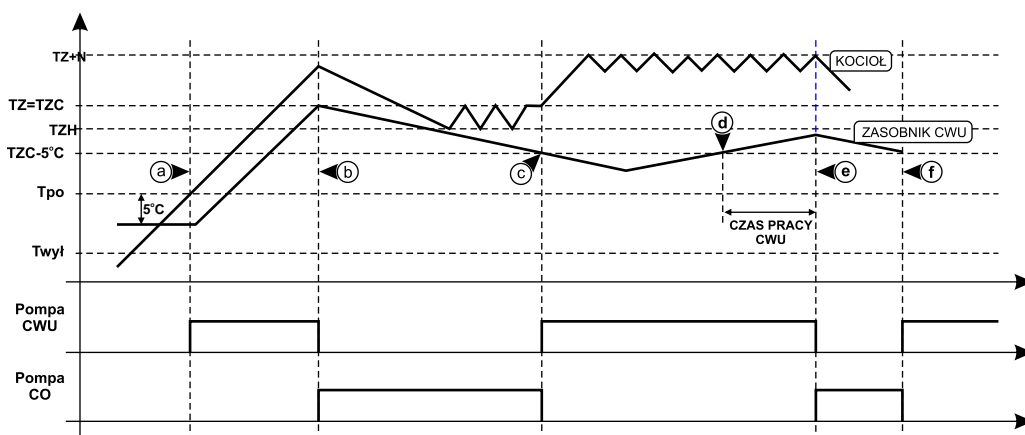 TZ+N
KOCIOŁ
TZ=TZC
TZH
d
ZASOBNIK CWU
TZC-5°C
a
b
c
e
f
Tpo
5°C
CZAS PRACY
CWU
Twył
Pompa
CWU
Pompa
CO